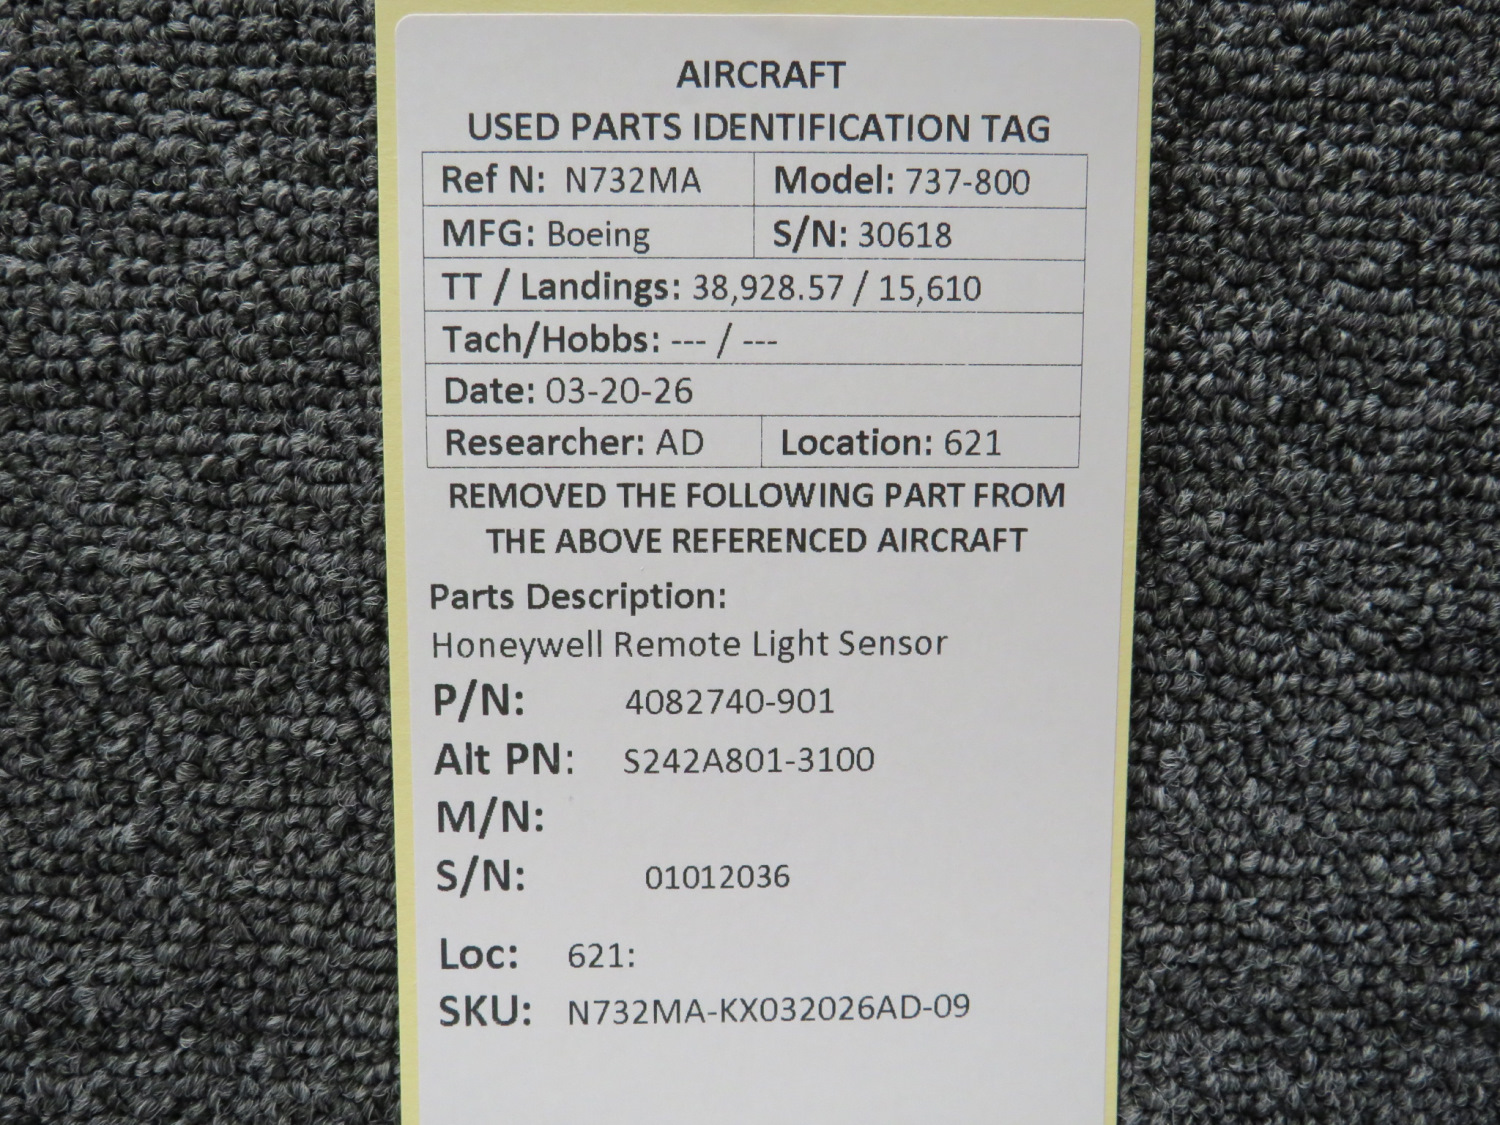 AIRCRAFT
USED PARTS IDENTIFICATION TAG
Ref N: N732MA Model: 737-800
MFG: Boeing S/N: 30618
TT / Landings: 38,928.57 / 15,610
Tach/Hobbs: --- / ---
Date: 03-20-26
Researcher: AD Location: 621
REMOVED THE FOLLOWING PART FROM
THE ABOVE REFERENCED AIRCRAFT
Parts Description:
Honeywell Remote Light Sensor
P/N: 4082740-901
Alt PN: S242A801-3100
M/N:
S/N: 01012036
Loc: 621:
SKU: N732MA-KX032026AD-09